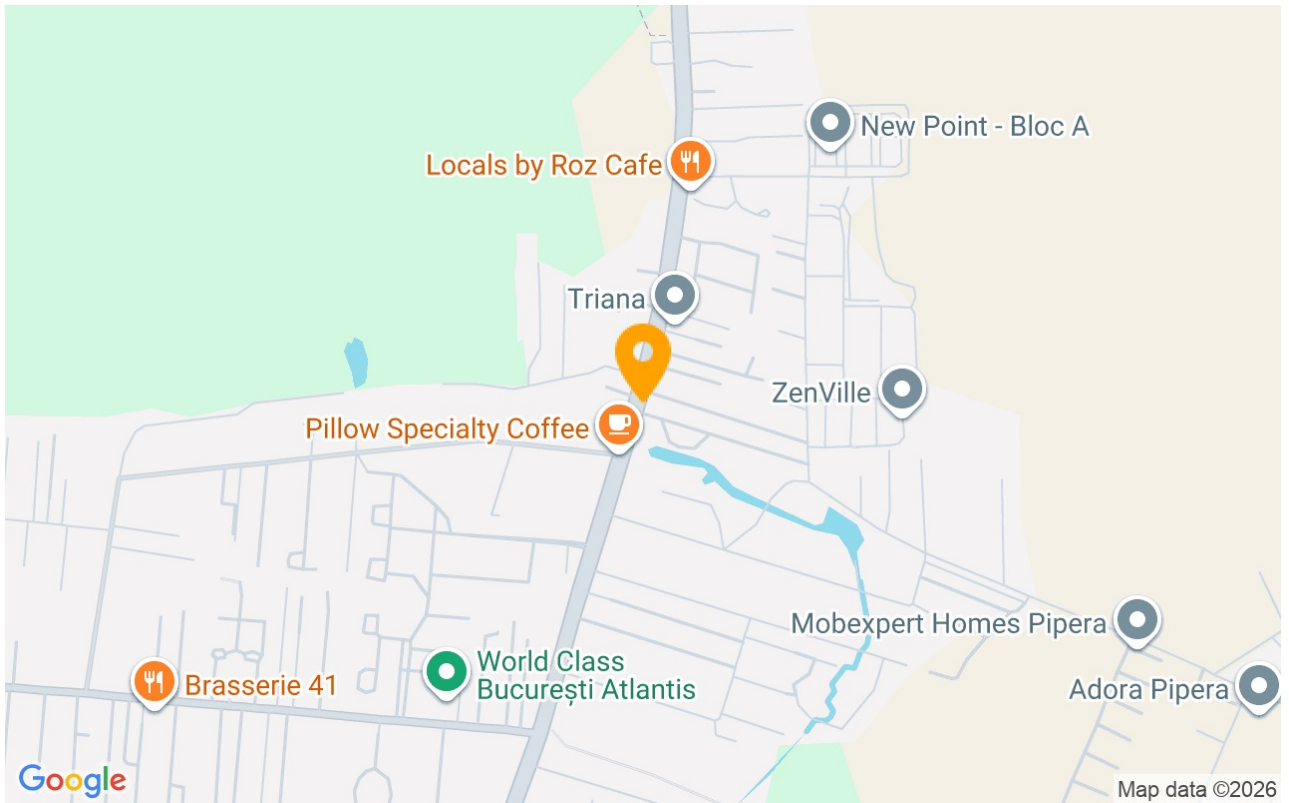 New Point - Bloc A
Locals by Roz Cafe
Triana
ZenVille
Pillow Specialty Coffee
Mobexpert Homes Pipera
World Class
București Atlantis
Brasserie 41
Adora Pipera
Google
Map data ©2026